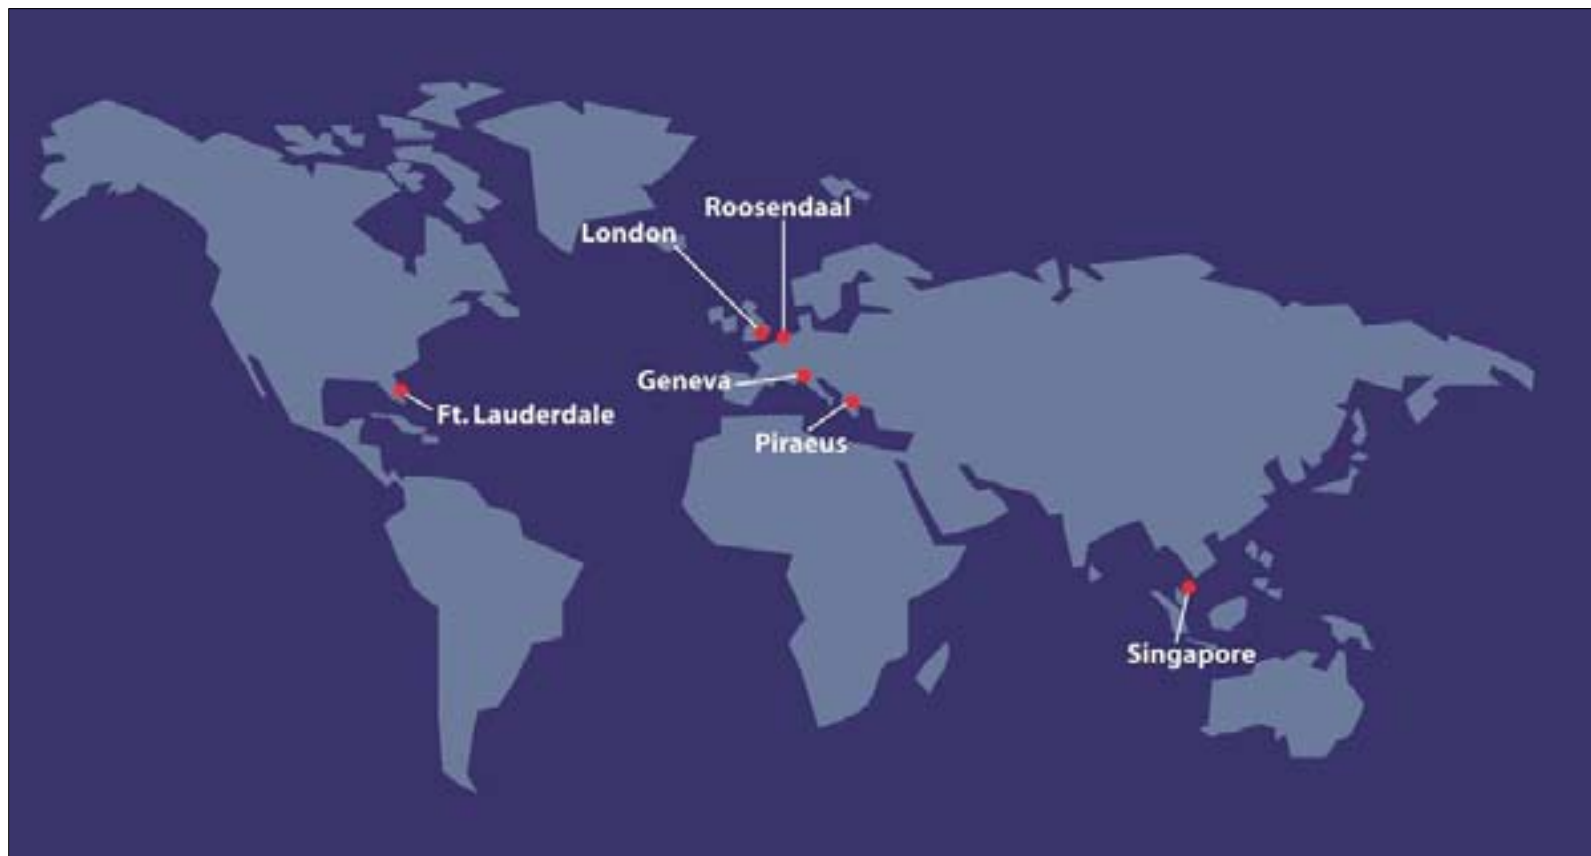 Roosendaal
London
Geneva
Ft. Lauderdale
Piraeus
Singapore